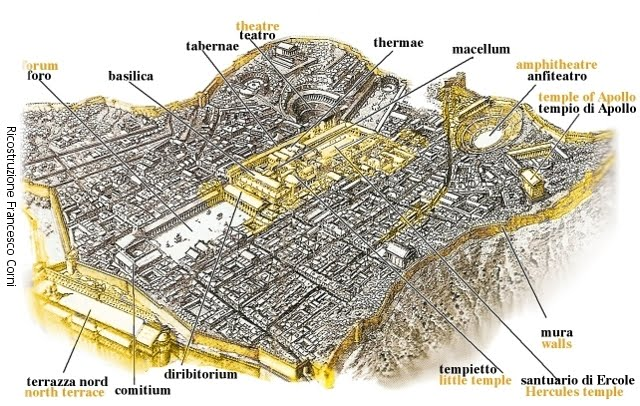 theatre
teatro
tabernae
thermae
macellum
forum
foro
basilica
amphitheatre
anfiteatro
temple of Apollo
tempio di Apollo
Ricostruzione Francesco Corni
mura
walls
terrazza nord
north terrace
comitium
diribitorium
tempietto
little temple
santuario di Ercole
Hercules temple